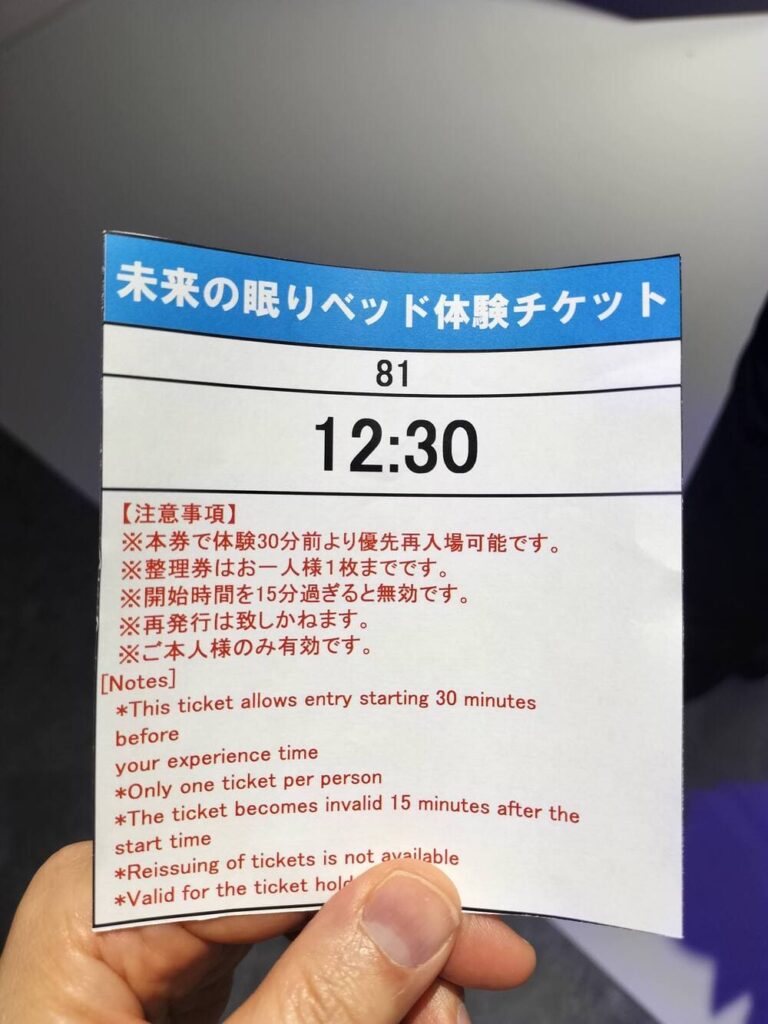 未来の眠りベッド体験チケット
81
12:30
【注意事項】
※本券で体験30分前より優先再入場可能です。
※整理券はお一人様1枚までです。
※開始時間を15分過ぎると無効です。
※再発行は致しかねます。
※ご本人様のみ有効です。
[Notes]
*This ticket allows entry starting 30 minutes
before
your experience time
*Only one ticket per person
*The ticket becomes invalid 15 minutes after the
start time
*Reissuing of tickets is not available
*Valid for the ticket